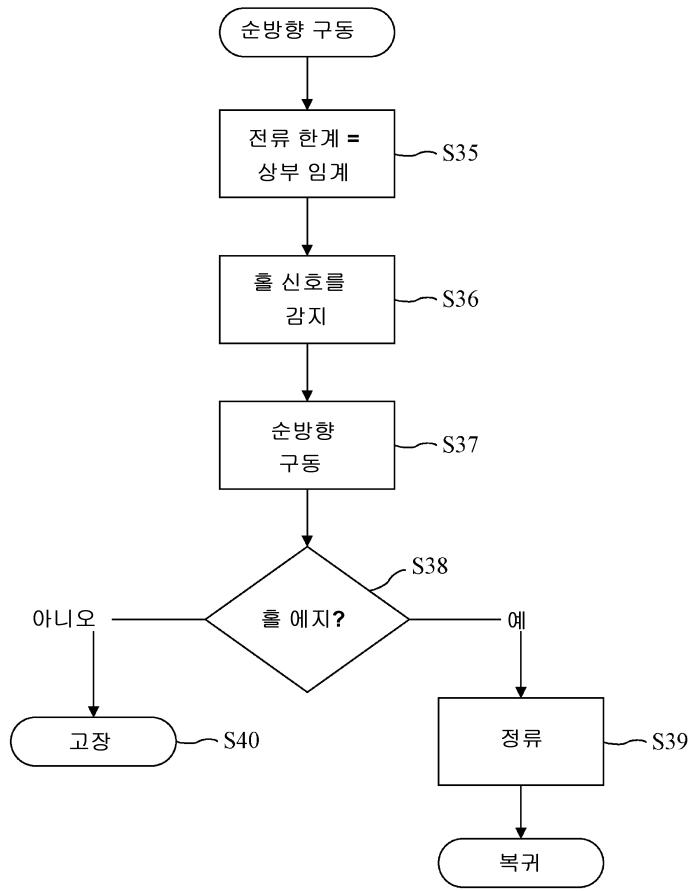 순방향 구동
전류 한계 =
상부 임계
S35
홀 신호를
감지
S36
순방향
구동
S37
홀 에지?
S38
아니오
예
고장
S40
정류
S39
복귀